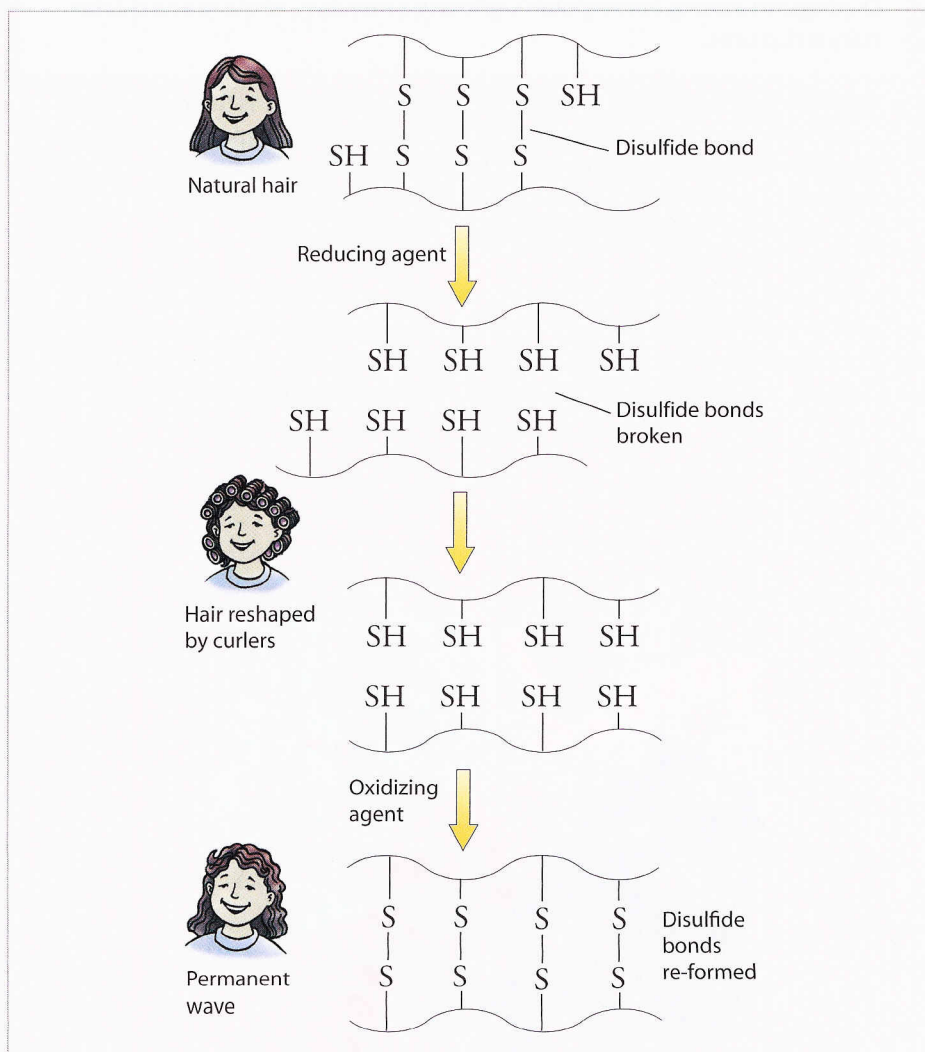 S S S SH
Disulfide bond
SH S S S
Natural hair
Reducing agent
SH SH SH SH
Disulfide bonds
broken
SH SH SH SH
Hair reshaped
by curlers
SH SH SH SH
SH SH SH SH
Oxidizing
agent
S S S S
Disulfide
bonds
re-formed
S S S S
Permanent
wave